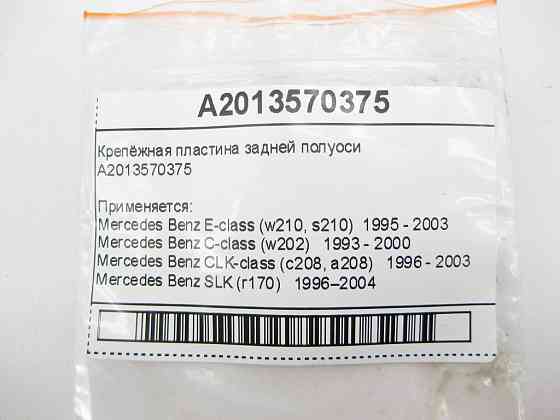 A2013570375
Крепёжная пластина задней полуоси
A2013570375
Применяется:
Mercedes Benz E-class (w210, s210) 1995 - 2003
Mercedes Benz C-class (w202) 1993 - 2000
Mercedes Benz CLK-class (c208, a208) 1996 - 2003
Mercedes Benz SLK (r170) 1996–2004